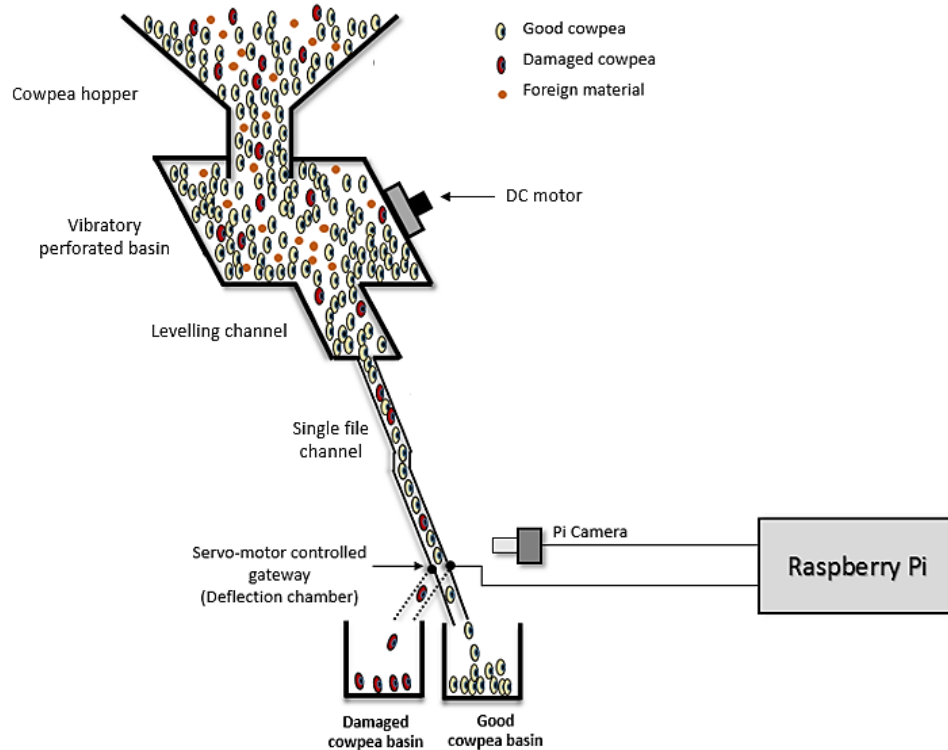 Good cowpea
Damaged cowpea
Foreign material
Cowpea hopper
DC motor
Vibratory
perforated basin
Levelling channel
Single file
channel
Pi Camera
Raspberry Pi
Servo-motor controlled
gateway
(Deflection chamber)
Damaged
cowpea basin
Good
cowpea basin